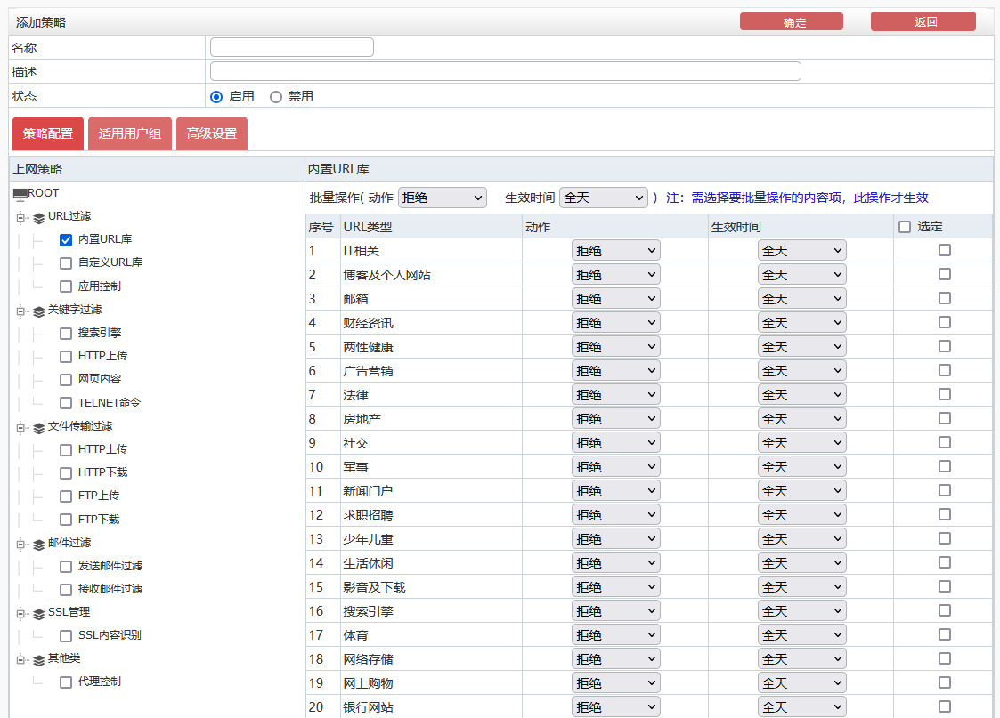 添加策略 确定 返回
名称
描述
状态 启用 禁用
策略配置 适用用户组 高级设置
上网策略
ROOT
URL过滤
内置URL库
自定义URL库
应用控制
关键字过滤
搜索引擎
HTTP上传
网页内容
TELNET命令
文件传输过滤
HTTP上传
HTTP下载
FTP上传
FTP下载
邮件过滤
发送邮件过滤
接收邮件过滤
SSL管理
SSL内容识别
其他类
代理控制
内置URL库
批量操作( 动作 拒绝 生效时间 全天 ) 注：需选择要批量操作的内容项，此操作才生效
序号 URL类型 动作 生效时间 选定
1 IT相关 拒绝 全天
2 博客及个人网站 拒绝 全天
3 邮箱 拒绝 全天
4 财经资讯 拒绝 全天
5 两性健康 拒绝 全天
6 广告营销 拒绝 全天
7 法律 拒绝 全天
8 房地产 拒绝 全天
9 社交 拒绝 全天
10 军事 拒绝 全天
11 新闻门户 拒绝 全天
12 求职招聘 拒绝 全天
13 少年儿童 拒绝 全天
14 生活休闲 拒绝 全天
15 影音及下载 拒绝 全天
16 搜索引擎 拒绝 全天
17 体育 拒绝 全天
18 网络存储 拒绝 全天
19 网上购物 拒绝 全天
20 银行网站 拒绝 全天